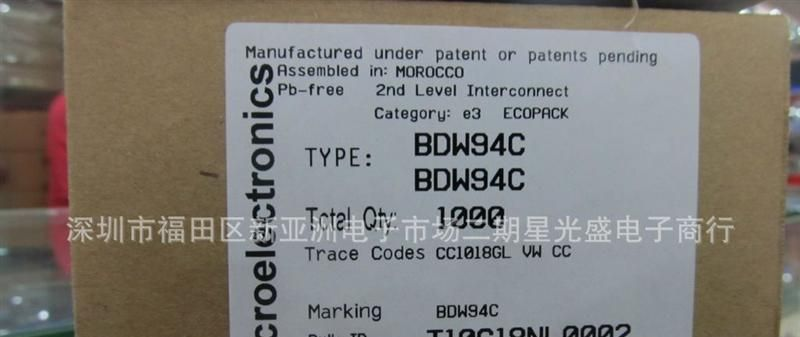 Manufactured under patent or patents pending
Assembled in: MOROCCO
Pb-free 2nd Level Interconnect
Category: e3 ECOPACK
croelectronics
TYPE: BDW94C
BDW94C
Total Qty: 1000
深圳市福田区新亚洲电子市场二期星光盛电子商行
Trace Codes CC1018GL VW CC
Marking BDW94C